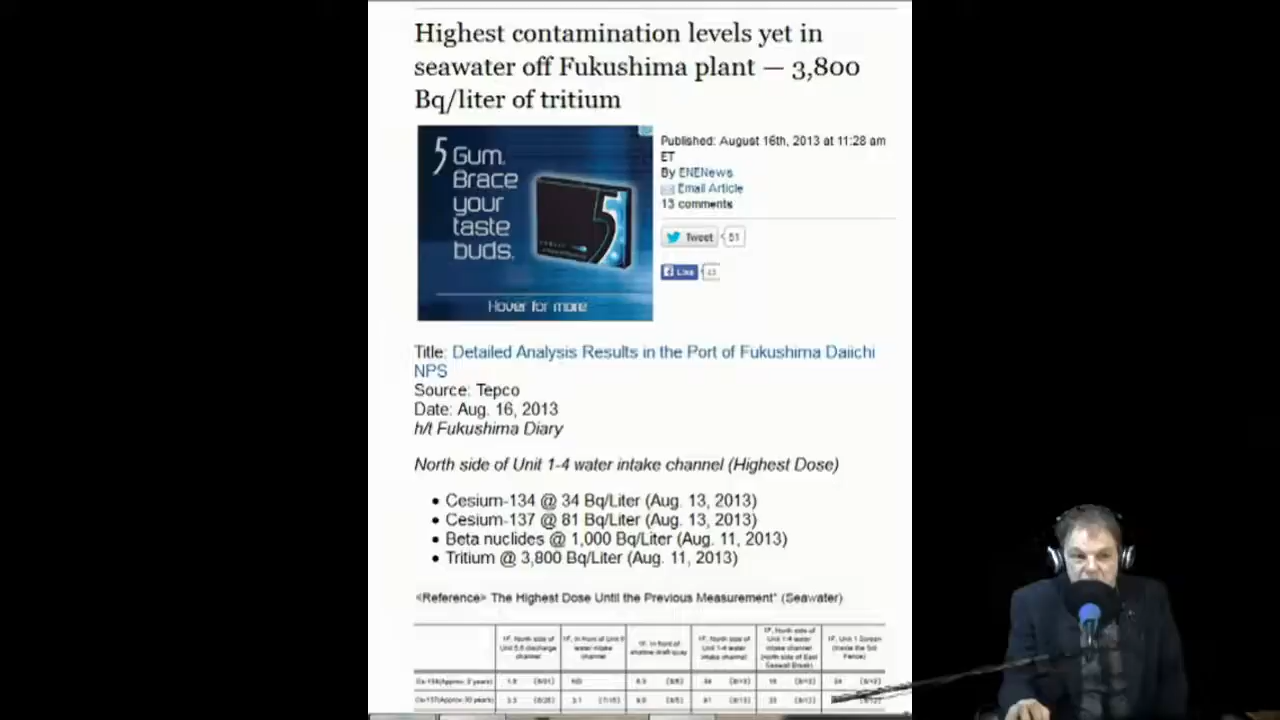 Highest contamination levels yet in
seawater off Fukushima plant — 3,800
Bq/liter of tritium
5 Gum.
Brace
your
taste
buds.
Hover for more
Published: August 16th, 2013 at 11:28 am
ET
By ENENews
Email Article
13 comments
Tweet 51
Like
Title: Detailed Analysis Results in the Port of Fukushima Daiichi
NPS
Source: Tepco
Date: Aug. 16, 2013
h/t Fukushima Diary
North side of Unit 1-4 water intake channel (Highest Dose)
• Cesium-134 @ 34 Bq/Liter (Aug. 13, 2013)
• Cesium-137 @ 81 Bq/Liter (Aug. 13, 2013)
• Beta nuclides @ 1,000 Bq/Liter (Aug. 11, 2013)
• Tritium @ 3,800 Bq/Liter (Aug. 11, 2013)
<Reference> The Highest Dose Until the Previous Measurement* (Seawater)